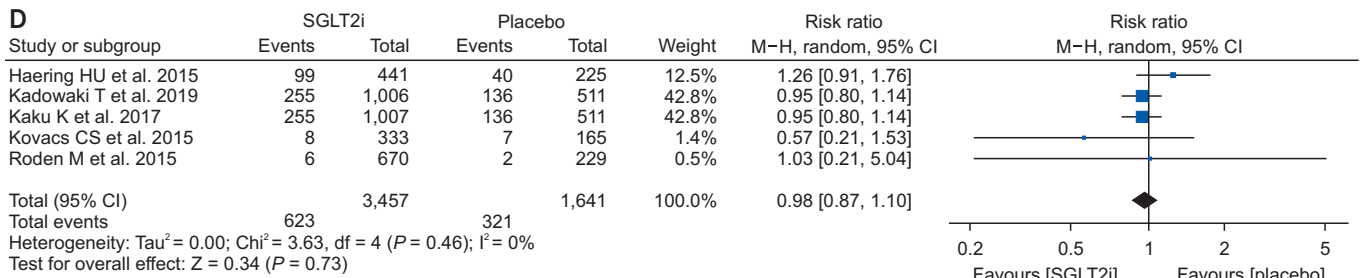 D
SGLT2i Placebo Risk ratio Risk ratio
Study or subgroup Events Total Events Total Weight M−H, random, 95% CI M−H, random, 95% CI
Haering HU et al. 2015 99 441 40 225 12.5% 1.26 [0.91, 1.76]
Kadowaki T et al. 2019 255 1,006 136 511 42.8% 0.95 [0.80, 1.14]
Kaku K et al. 2017 255 1,007 136 511 42.8% 0.95 [0.80, 1.14]
Kovacs CS et al. 2015 8 333 7 165 1.4% 0.57 [0.21, 1.53]
Roden M et al. 2015 6 670 2 229 0.5% 1.03 [0.21, 5.04]
Total (95% CI) 3,457 1,641 100.0% 0.98 [0.87, 1.10]
Total events 623 321
Heterogeneity: Tau² = 0.00; Chi² = 3.63, df = 4 (P = 0.46); I² = 0%
Test for overall effect: Z = 0.34 (P = 0.73)
0.2 0.5 1 2 5
Favours [SGLT2i] Favours [placebo]